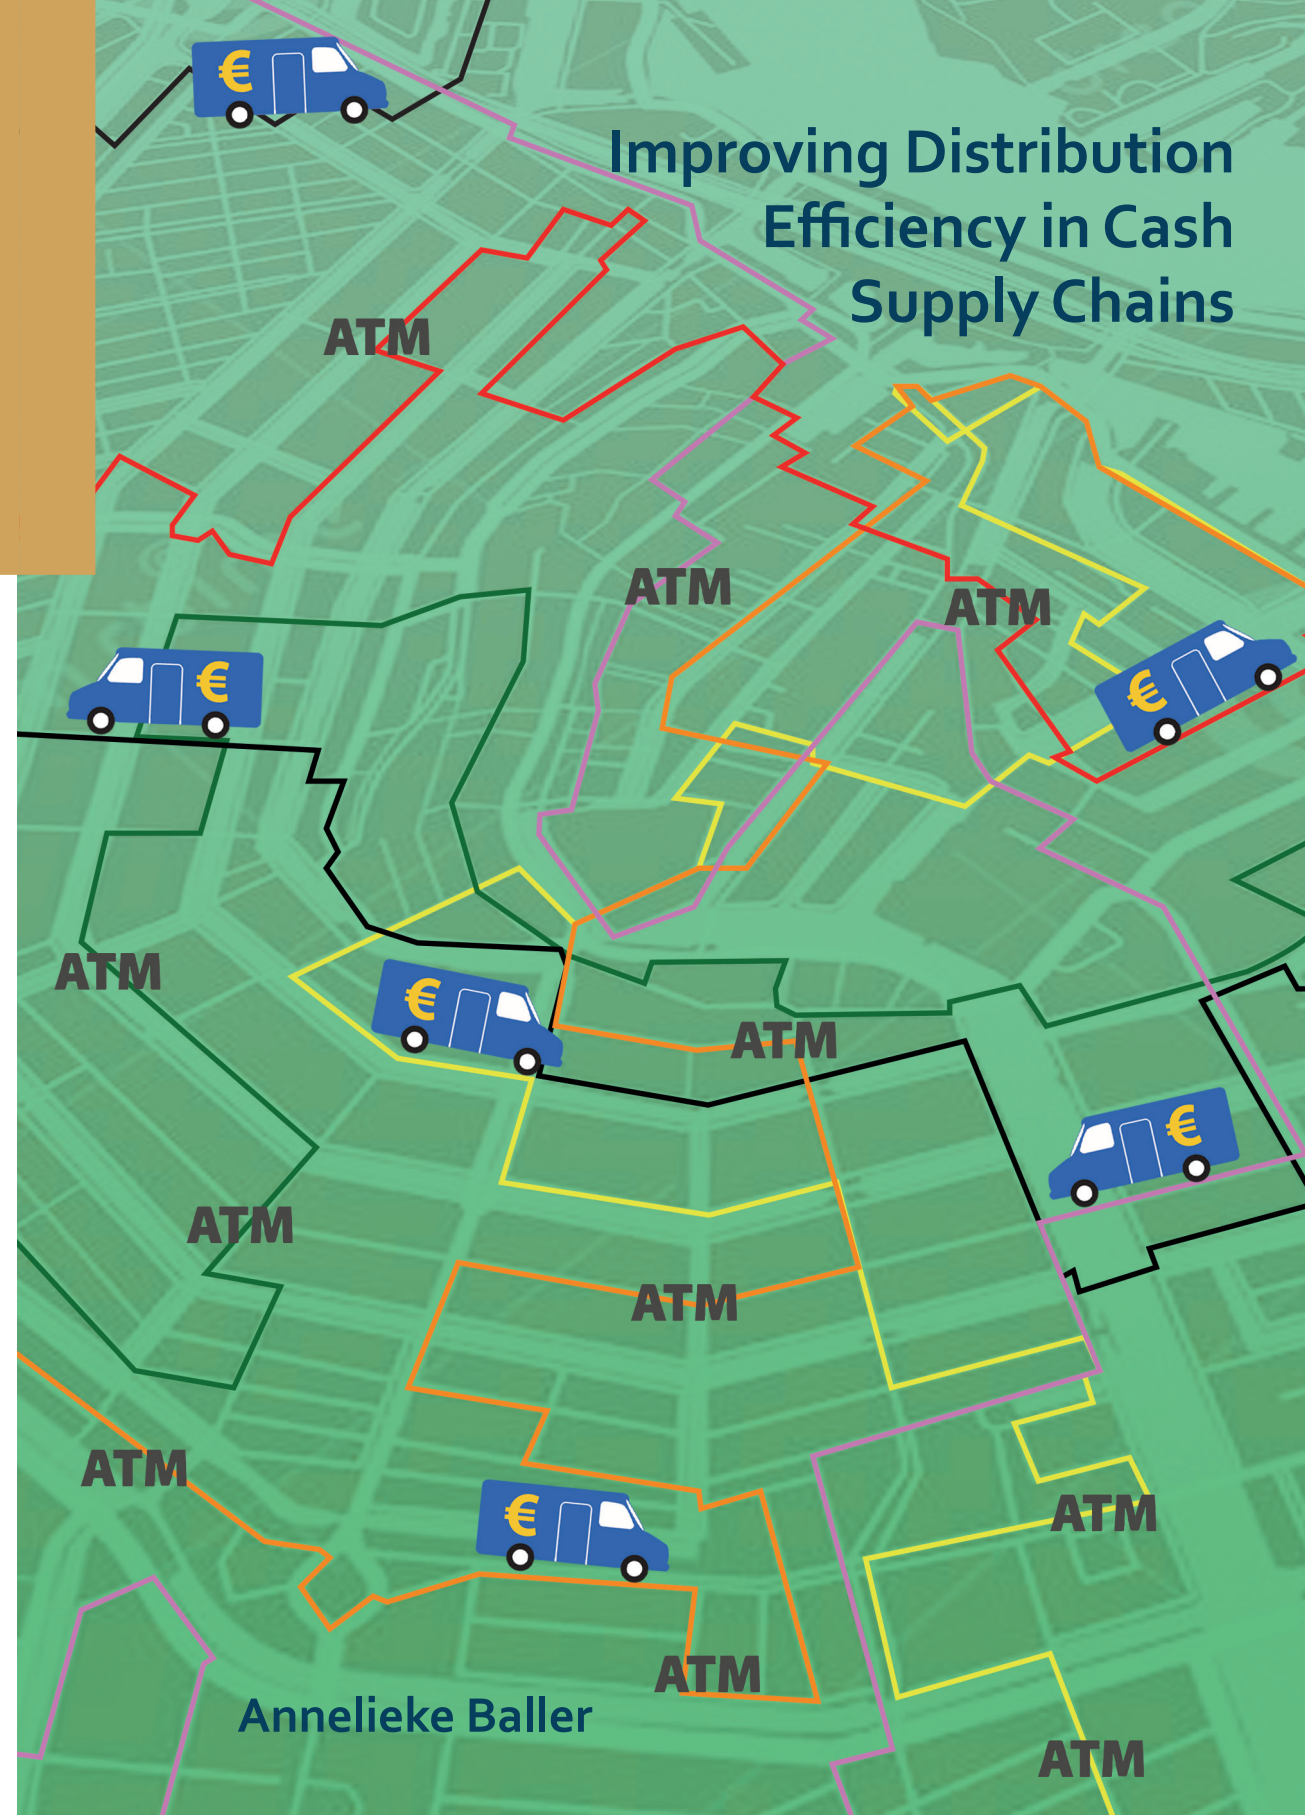 €
Improving Distribution
Efficiency in Cash
Supply Chains
ATM
ATM
ATM
€
€
ATM
€
ATM
€
ATM
ATM
ATM
€
ATM
ATM
Annelieke Baller
ATM